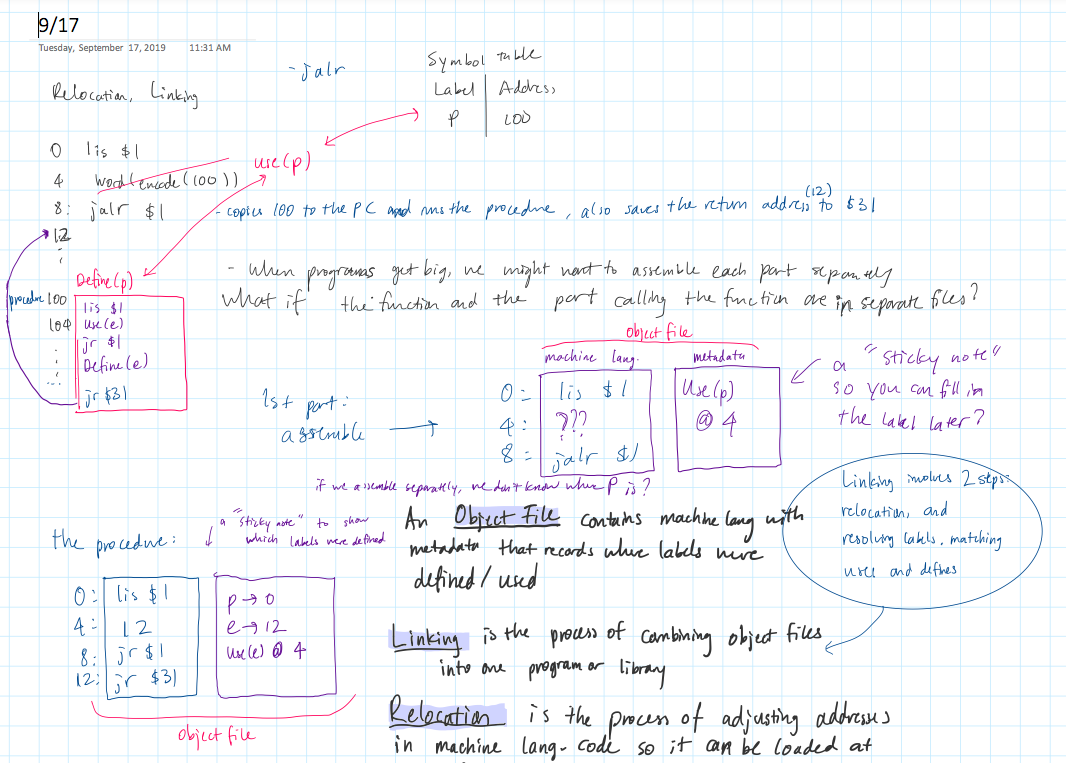 9/17
Tuesday, September 17, 2019 11:31 AM
Relocation, Linking
- jalr
Symbol table
Label Address
P 100
0 lis $1
4 word(encode(100))
use(p)
8: jalr $1
- copies 100 to the PC and runs the procedure, also saves the return address to $31
(12)
12
Define(p)
procedure 100 lis $1
104 use(e)
jr $1
Define(e)
jr $31
- When programs get big, we might want to assemble each part separately
What if the function and the part calling the function are in separate files?
object file
machine lang. metadata
1st part:
assemble
0: lis $1
4: ???
8: jalr $1
Use(p)
@ 4
a "sticky note"
so you can fill in
the label later?
if we assemble separately, we don't know where P is?
Linking involves 2 steps:
relocation, and
resolving labels, matching
uses and defines
the procedure:
a "sticky note" to show
which labels were defined
0: lis $1
4: 12
8: jr $1
12: jr $31
p → 0
e → 12
use(e) @ 4
object file
An Object File contains machine lang with
metadata that records where labels were
defined / used
Linking is the process of combining object files
into one program or library
Relocation is the process of adjusting addresses
in machine lang. code so it can be loaded at